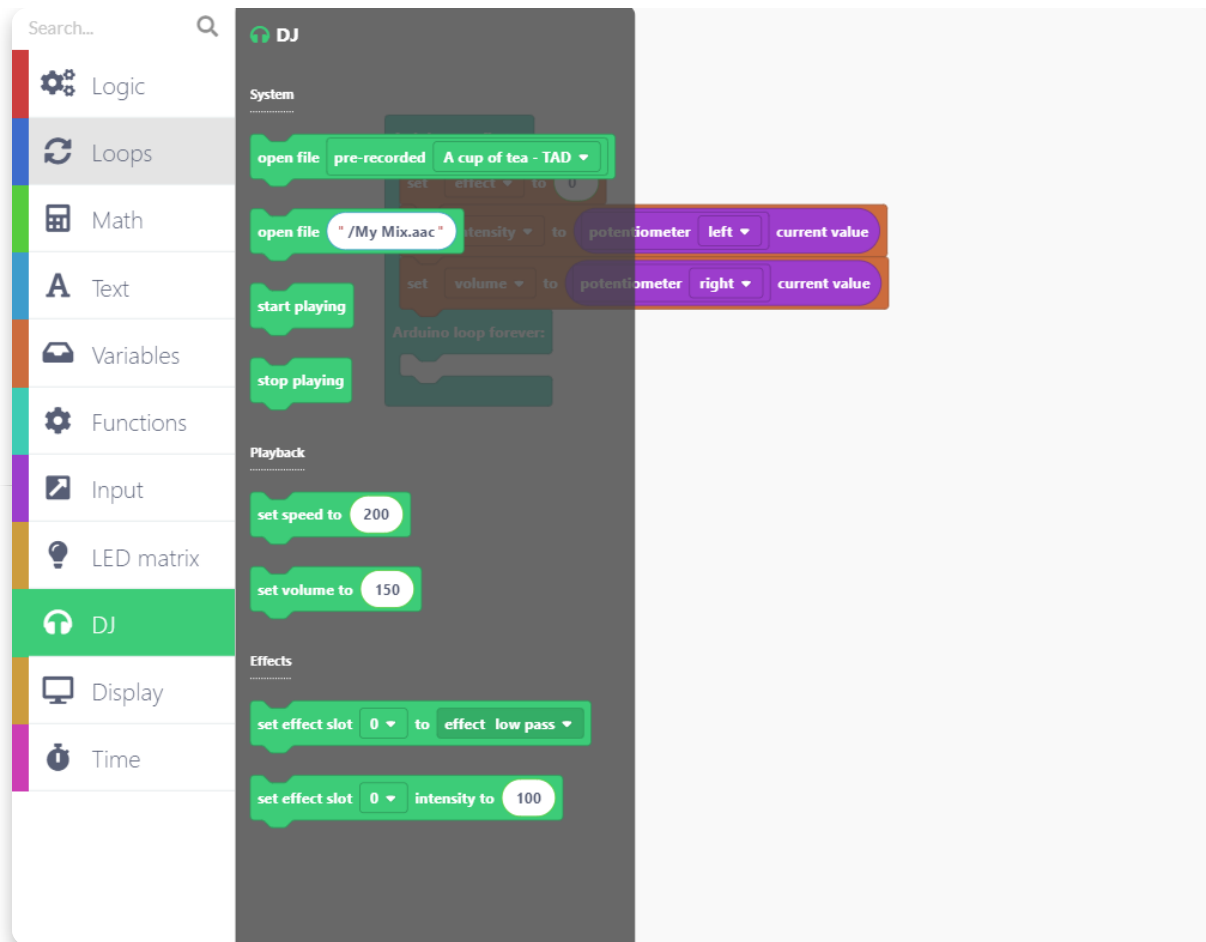 Search...
DJ
Logic
System
Loops
open file pre-recorded A cup of tea - TAD
set effect to 0
Math
open file "/My Mix.aac"
tensity to potentiometer left current value
Text
set volume to potentiometer right current value
start playing
Arduino loop forever:
Variables
stop playing
Functions
Playback
Input
set speed to 200
LED matrix
set volume to 150
DJ
Effects
Display
set effect slot 0 to effect low pass
Time
set effect slot 0 intensity to 100